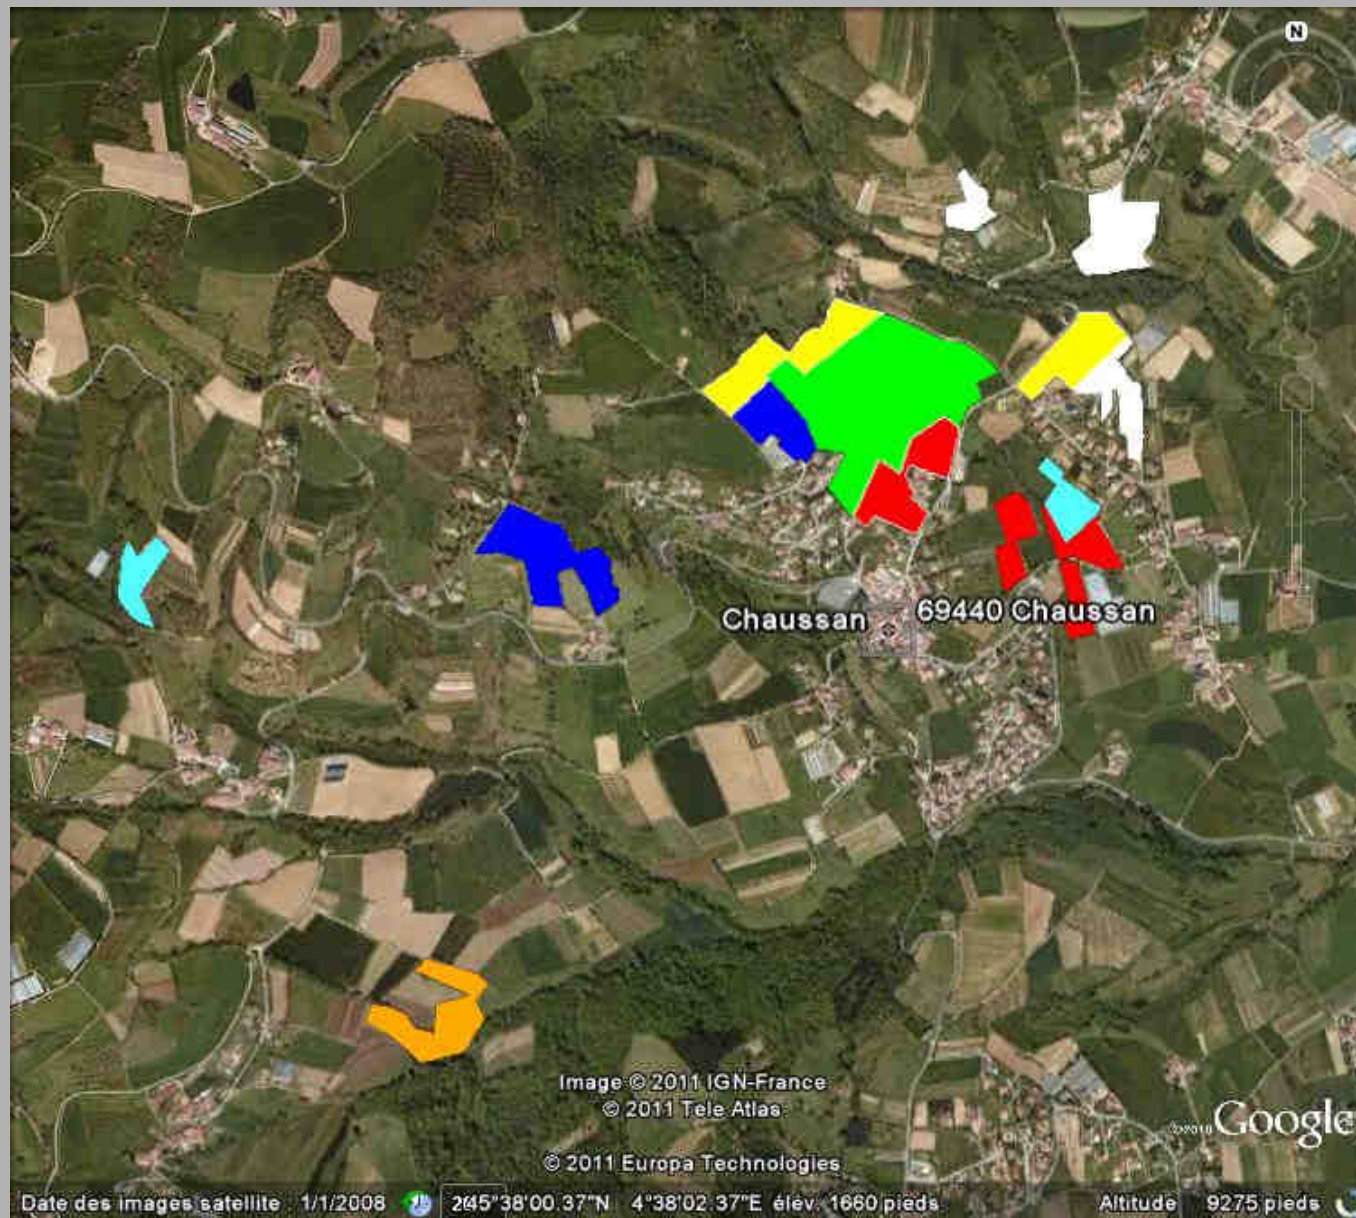 N
Chaussan
69440 Chaussan
Image © 2011 IGN-France
© 2011 Tele Atlas
© 2011 Europa Technologies
©2010 Google
Date des images satellite : 1/1/2008 45°38'00.37"N 4°38'02.37"E élév. 1660 pieds Altitude 9275 pieds